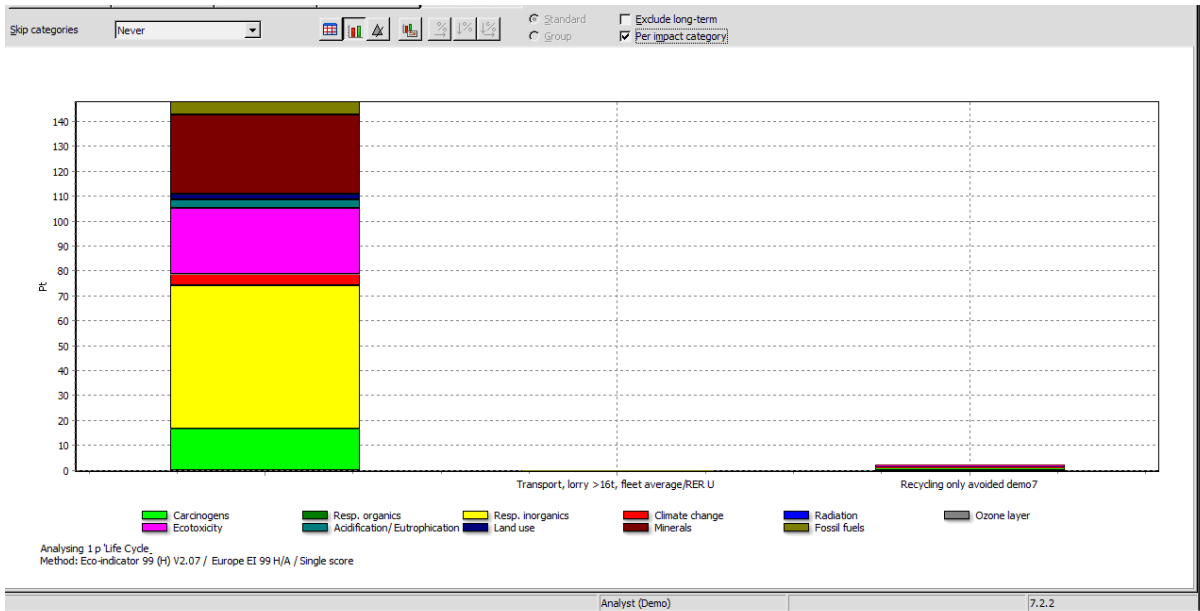 Standard
Exclude long-term
Skip categories
Never
Group
Per impact category
140
130
120
110
100
90
80
70
Pt
60
50
40
30
20
10
0
Transport, lorry >16t, fleet average/RER U
Recycling only avoided demo7
Carcinogens Resp. organics Resp. inorganics Climate change Radiation Ozone layer
Ecotoxicity Acidification/ Eutrophication Land use Minerals Fossil fuels
Analysing 1 p 'Life Cycle_
Method: Eco-indicator 99 (H) V2.07 / Europe EI 99 H/A / Single score
Analyst (Demo) 7.2.2